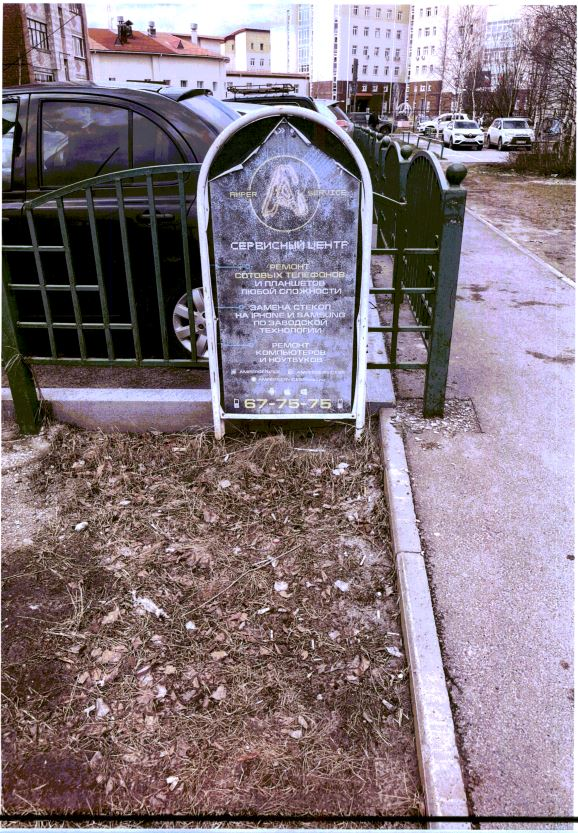 AMPER SERVICE
СЕРВИСНЫЙ ЦЕНТР
РЕМОНТ
СОТОВЫХ ТЕЛЕФОНОВ
И ПЛАНШЕТОВ
ЛЮБОЙ СЛОЖНОСТИ
ЗАМЕНА СТЕКОЛ
НА IPHONE И SAMSUNG
ПО ЗАВОДСКОЙ
ТЕХНОЛОГИИ
РЕМОНТ
КОМПЬЮТЕРОВ
И НОУТБУКОВ
67-75-75